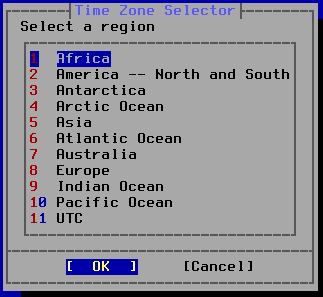 Time Zone Selector
Select a region
1 Africa
2 America -- North and South
3 Antarctica
4 Arctic Ocean
5 Asia
6 Atlantic Ocean
7 Australia
8 Europe
9 Indian Ocean
10 Pacific Ocean
11 UTC
[ OK ] [Cancel]